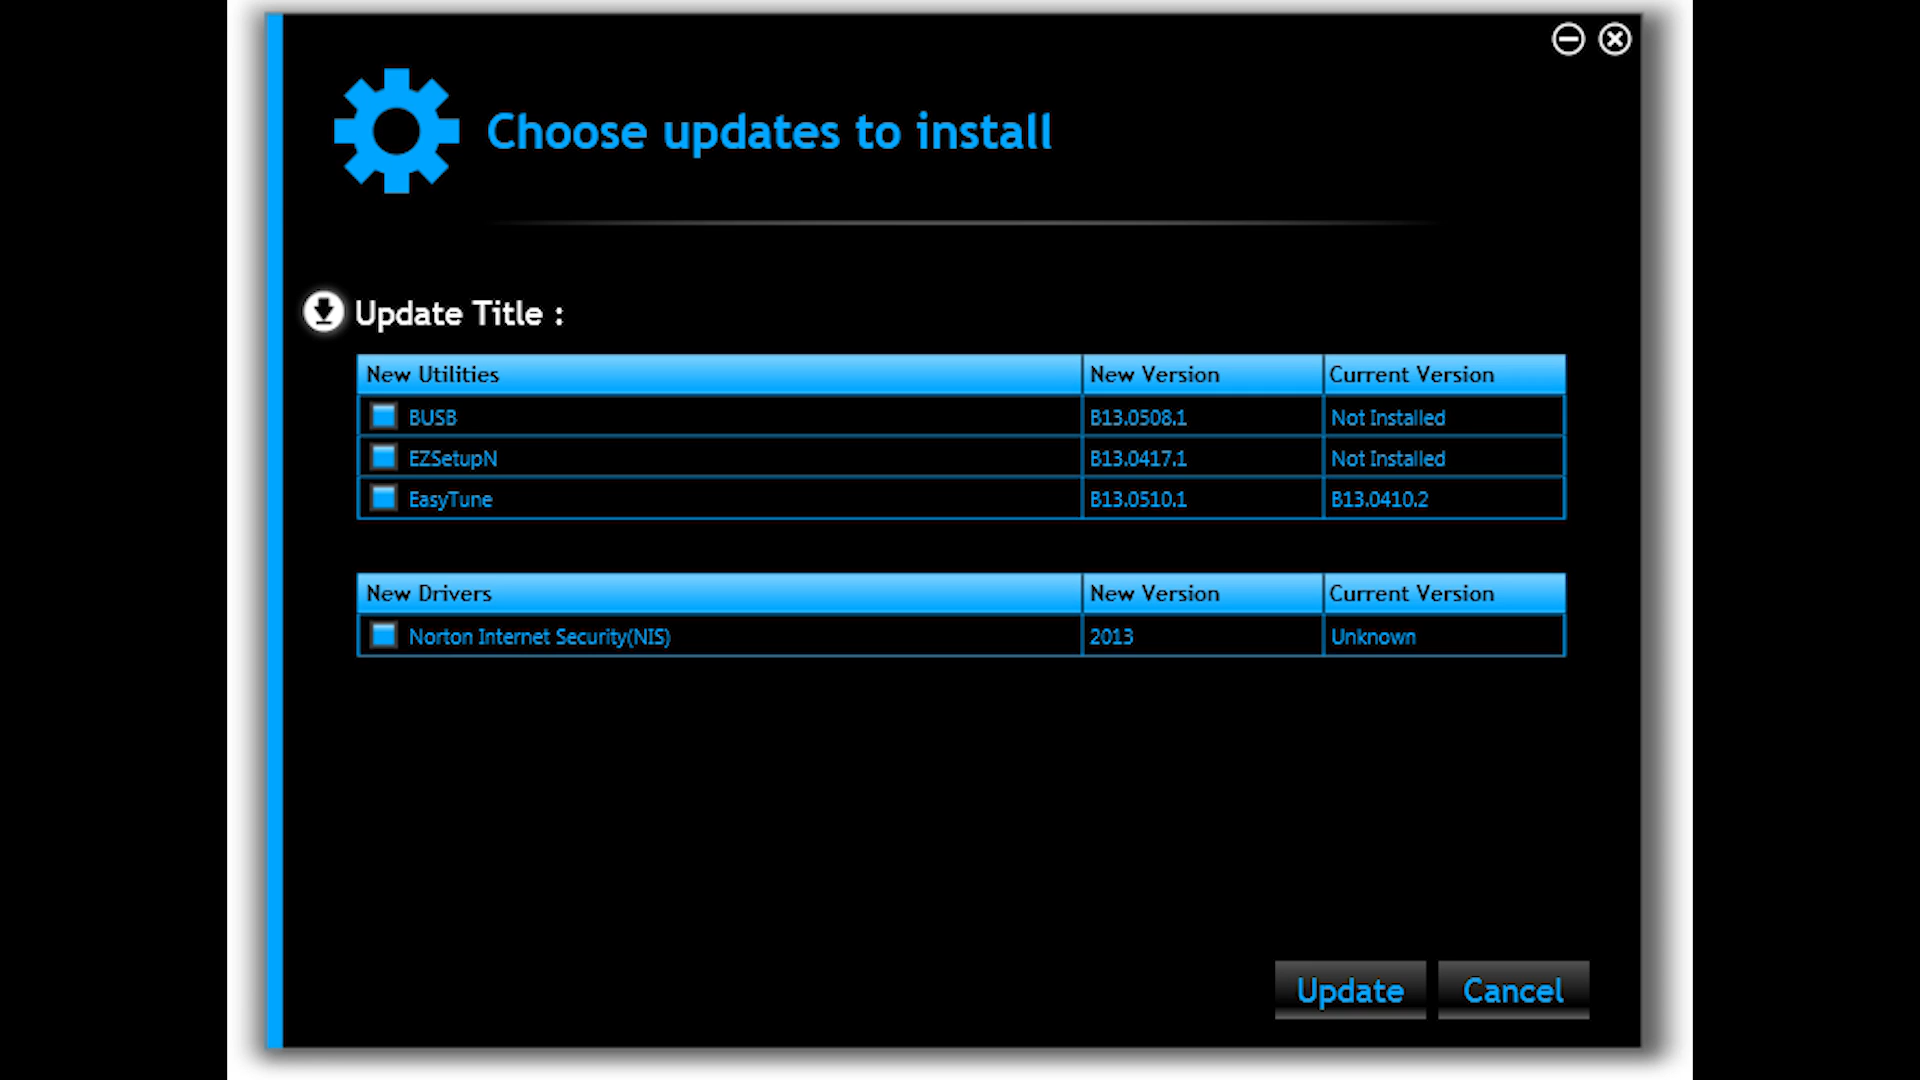 Choose updates to install
Update Title :
New Utilities New Version Current Version
BUSB B13.0508.1 Not Installed
EZSetupN B13.0417.1 Not Installed
EasyTune B13.0510.1 B13.0410.2
New Drivers New Version Current Version
Norton Internet Security(NIS) 2013 Unknown
Update Cancel